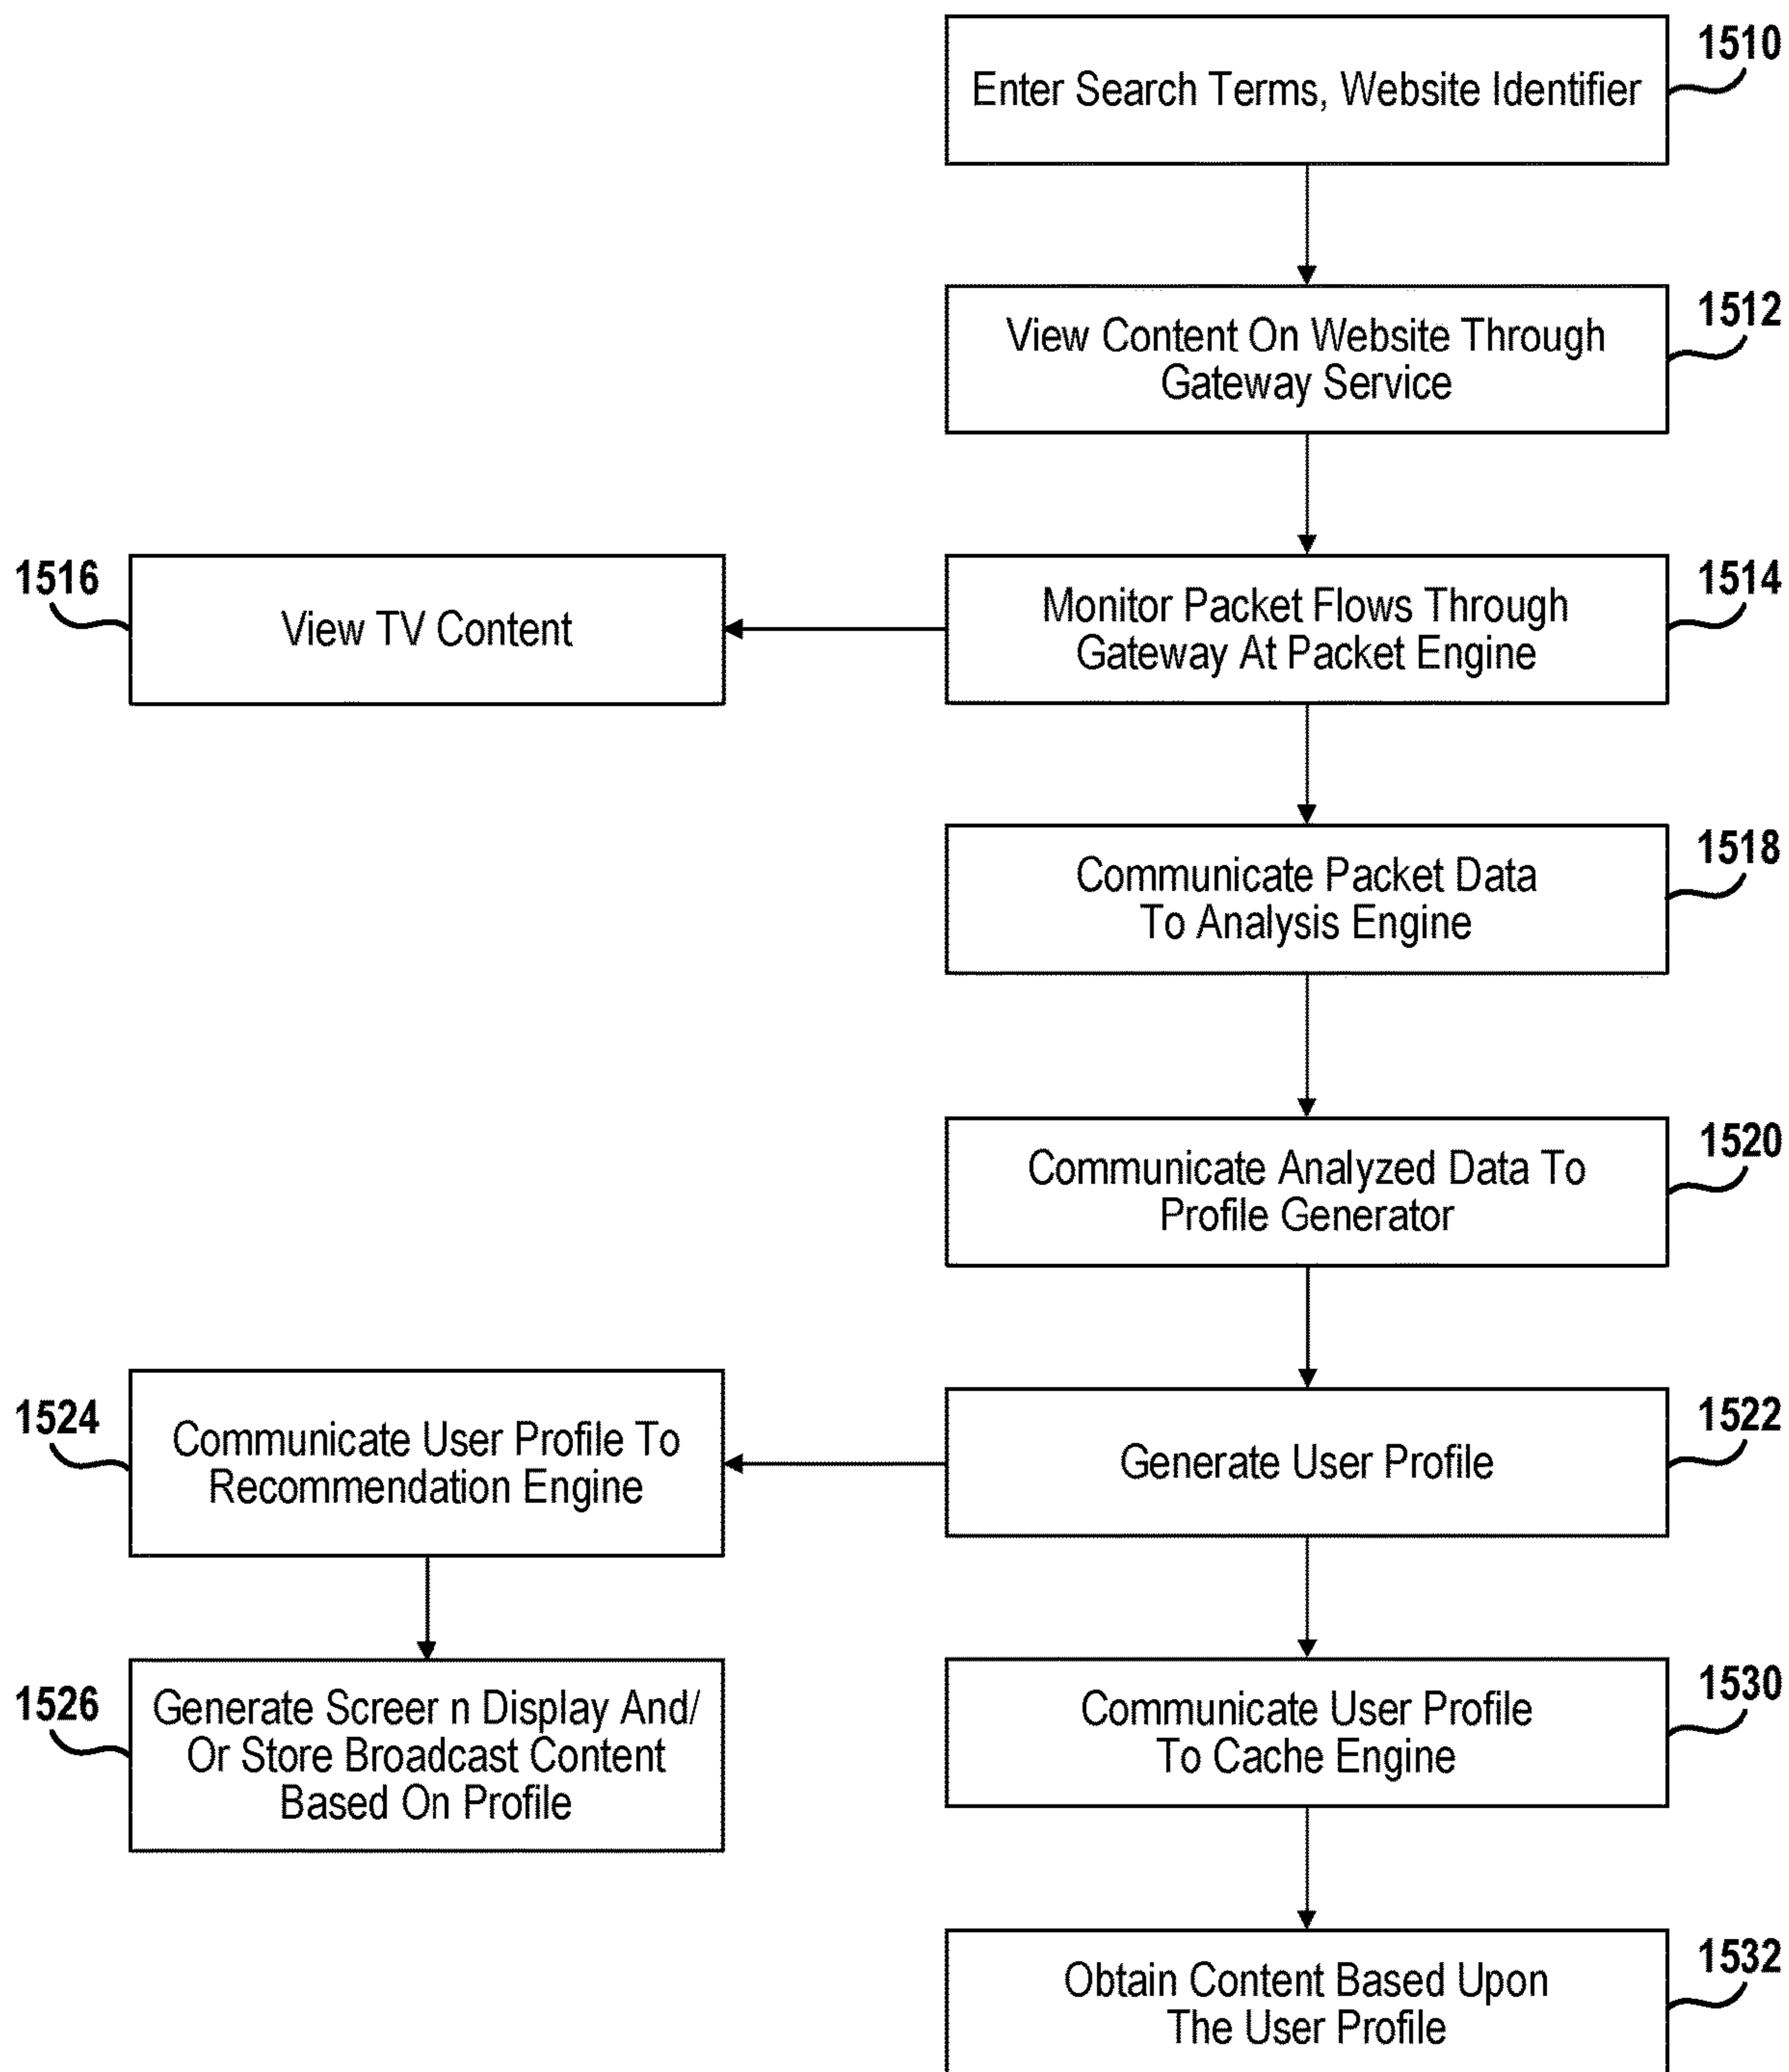 1510
Enter Search Terms, Website Identifier
1512
View Content On Website Through
Gateway Service
1516
View TV Content
1514
Monitor Packet Flows Through
Gateway At Packet Engine
1518
Communicate Packet Data
To Analysis Engine
1520
Communicate Analyzed Data To
Profile Generator
1524
Communicate User Profile To
Recommendation Engine
1522
Generate User Profile
1526
Generate Screer n Display And/
Or Store Broadcast Content
Based On Profile
1530
Communicate User Profile
To Cache Engine
1532
Obtain Content Based Upon
The User Profile